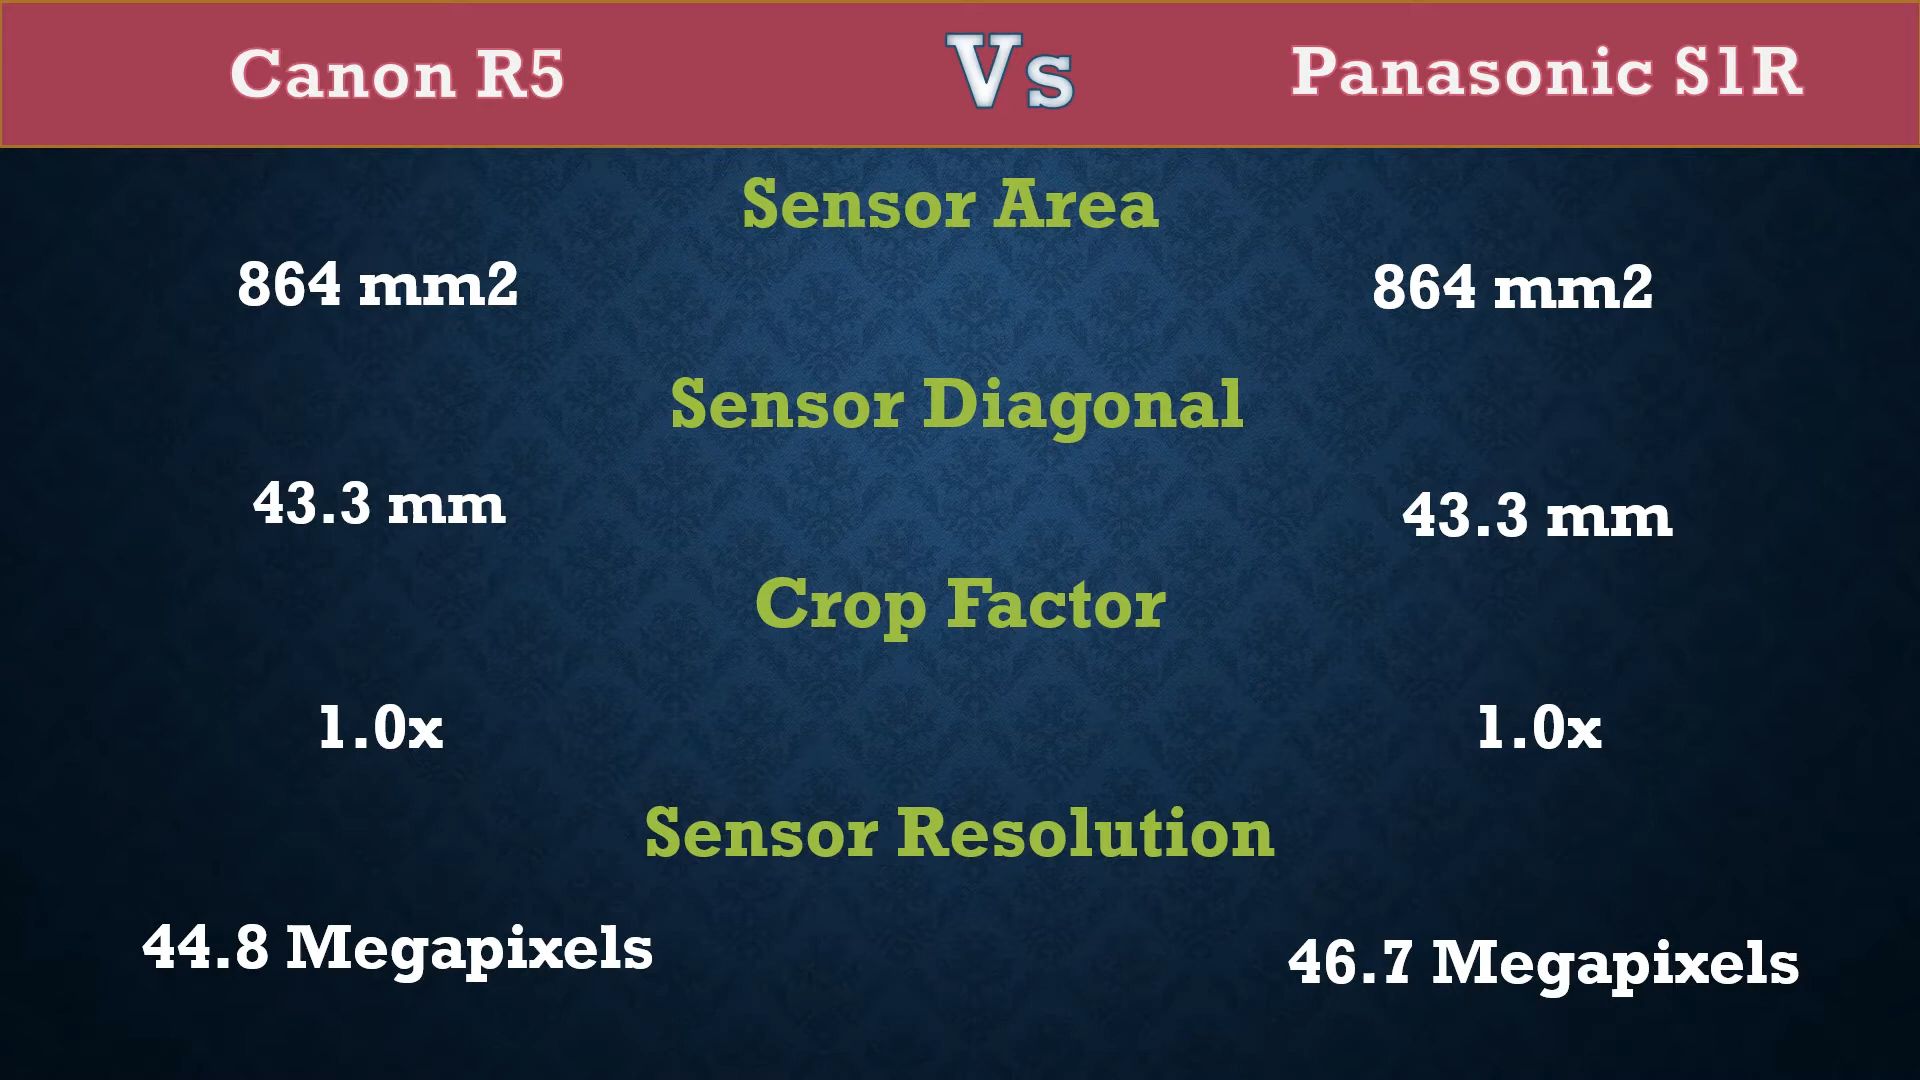 Canon R5 Vs Panasonic S1R
Sensor Area
864 mm2 864 mm2
Sensor Diagonal
43.3 mm 43.3 mm
Crop Factor
1.0x 1.0x
Sensor Resolution
44.8 Megapixels 46.7 Megapixels